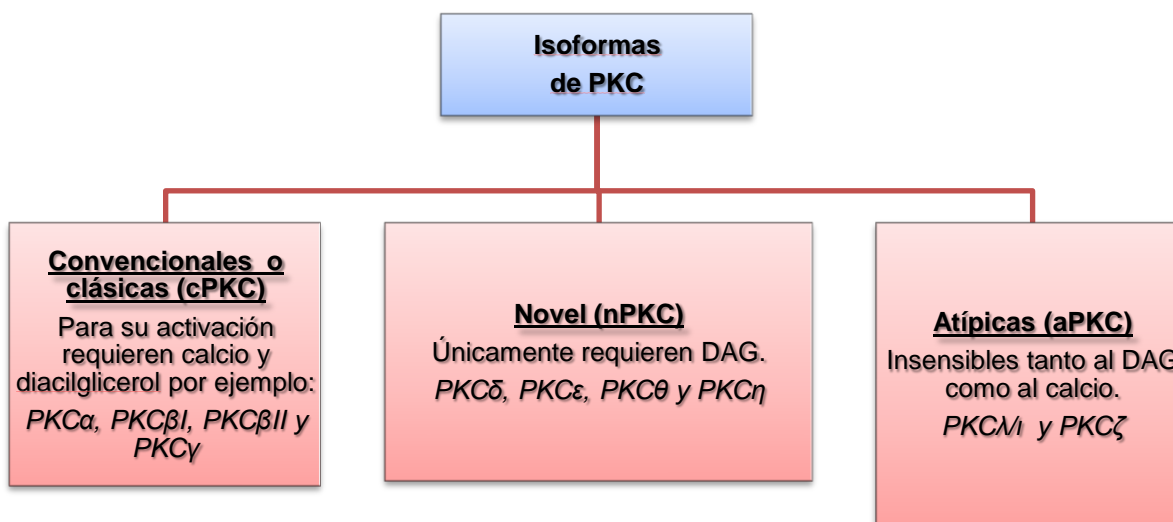 Isoformas
de PKC
Convencionales o
clásicas (cPKC)
Para su activación
requieren calcio y
diacilglicerol por ejemplo:
PKCα, PKCβI, PKCβII y
PKCγ
Novel (nPKC)
Únicamente requieren DAG.
PKCδ, PKCε, PKCθ y PKCη
Atípicas (aPKC)
Insensibles tanto al DAG
como al calcio.
PKCλ/ι y PKCζ